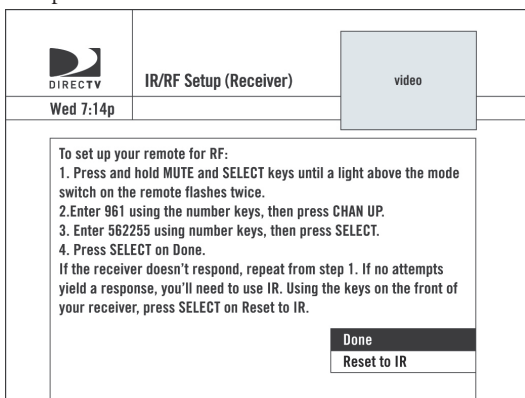 DIRECTV
IR/RF Setup (Receiver)
video
Wed 7:14p
To set up your remote for RF:
1. Press and hold MUTE and SELECT keys until a light above the mode
switch on the remote flashes twice.
2.Enter 961 using the number keys, then press CHAN UP.
3. Enter 562255 using number keys, then press SELECT.
4. Press SELECT on Done.
If the receiver doesn't respond, repeat from step 1. If no attempts
yield a response, you'll need to use IR. Using the keys on the front of
your receiver, press SELECT on Reset to IR.
Done
Reset to IR